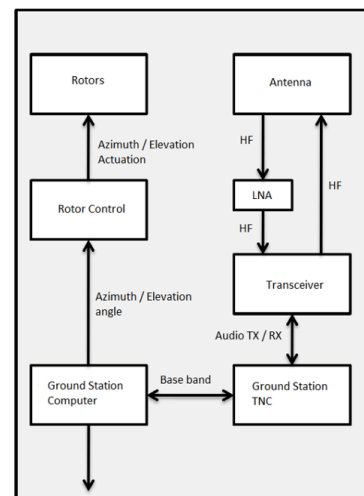 Rotors
Antenna
Azimuth / Elevation
Actuation
HF
LNA
HF
HF
Rotor Control
Transceiver
Azimuth / Elevation
angle
Audio TX / RX
Ground Station
Computer
Base band
Ground Station
TNC